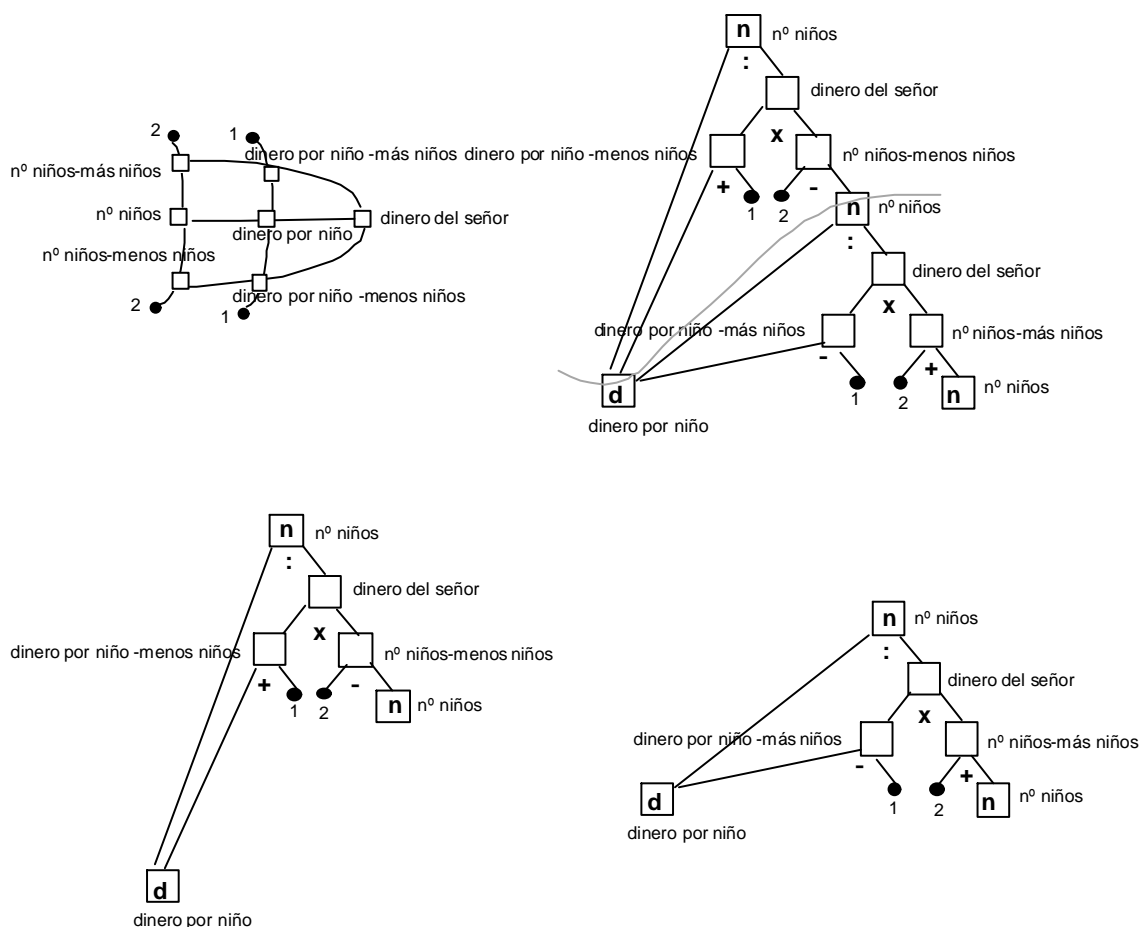 n nº niños
:
dinero del señor
2 1
x
dinero por niño -más niños dinero por niño -menos niños
nº niños-menos niños
nº niños-más niños
+ -
1 2
n nº niños
nº niños
dinero del señor
dinero por niño
:
nº niños-menos niños
dinero del señor
dinero por niño -menos niños
2 1
x
dinero por niño -más niños
nº niños-más niños
- +
1 2
n nº niños
d
dinero por niño
n nº niños
:
dinero del señor
x
dinero por niño -menos niños
nº niños-menos niños
+ -
1 2
n nº niños
d
dinero por niño
n nº niños
:
dinero del señor
x
dinero por niño -más niños
nº niños-más niños
- +
1 2
n nº niños
d
dinero por niño